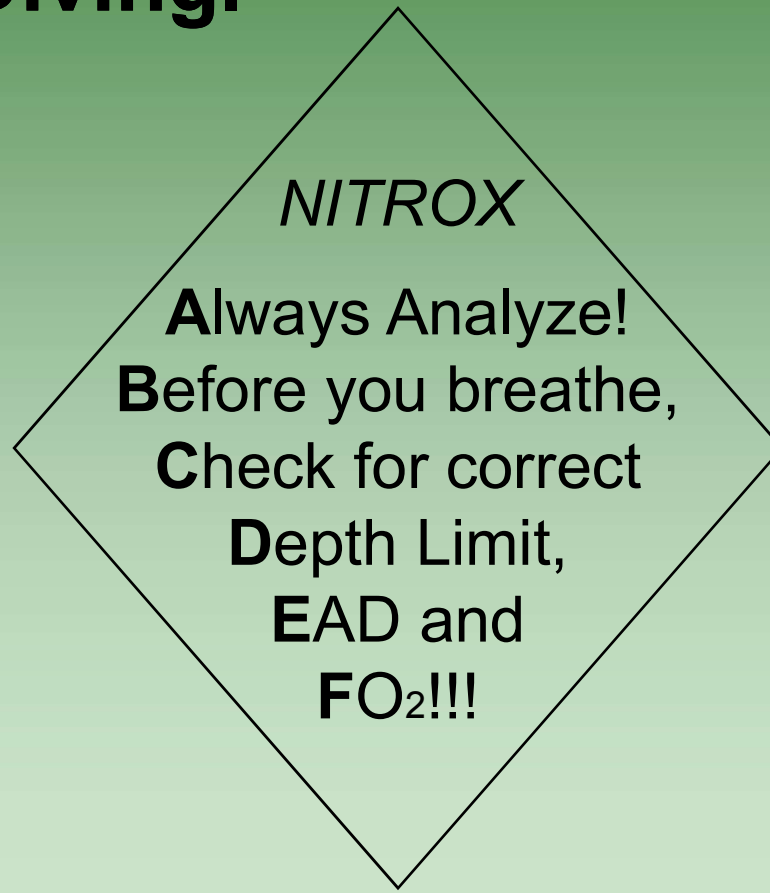 NITROX
Always Analyze!
Before you breathe,
Check for correct
Depth Limit,
EAD and
FO₂!!!